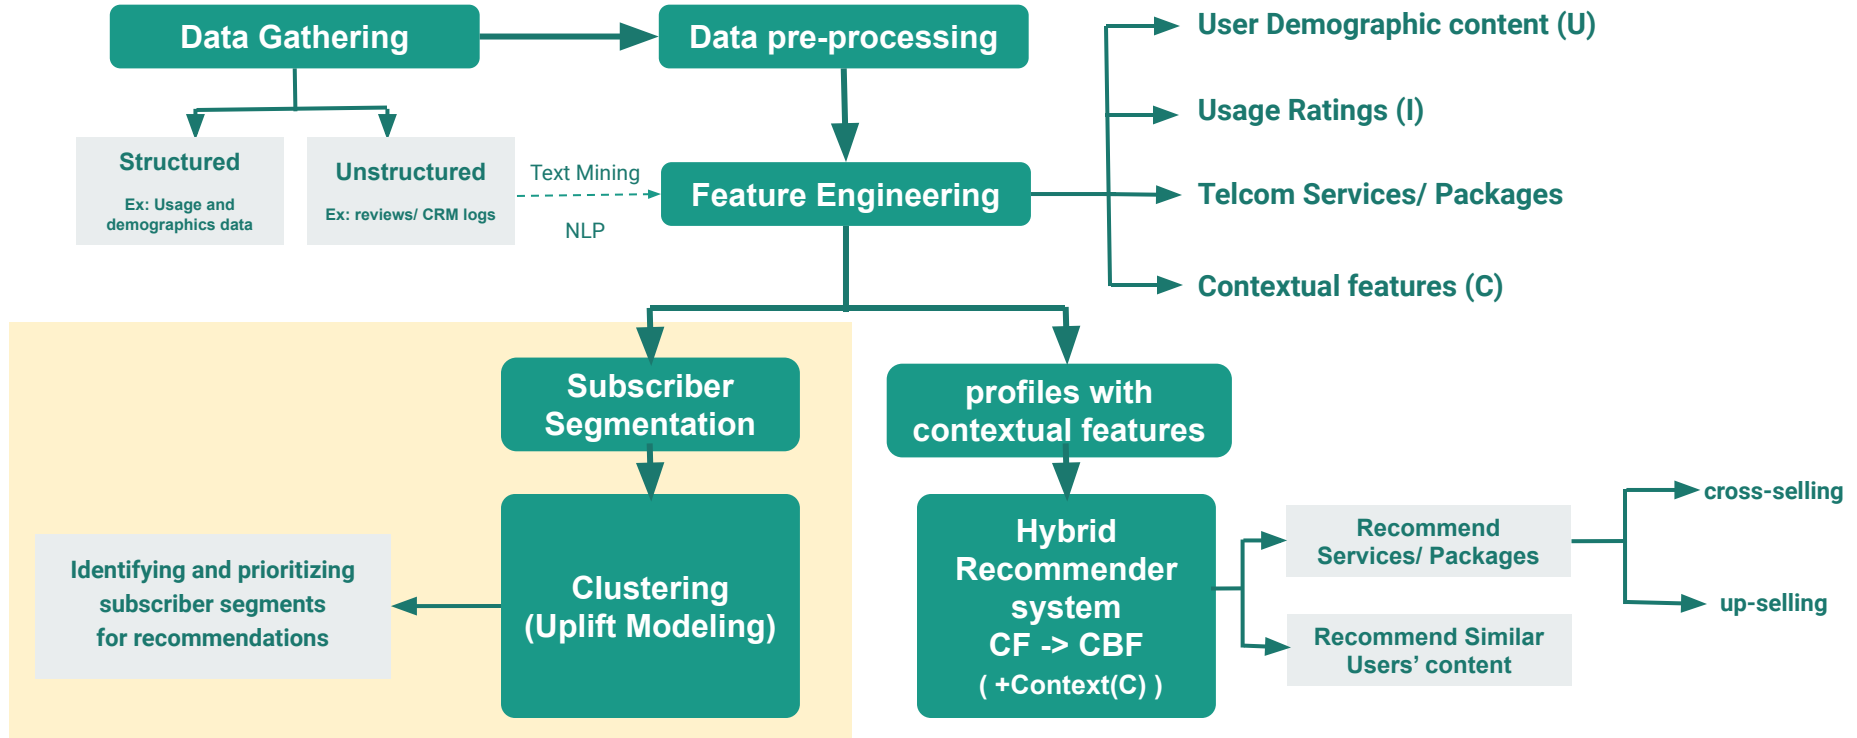 Data Gathering
Data pre-processing
User Demographic content (U)
Usage Ratings (I)
Structured
Ex: Usage and
demographics data
Unstructured
Ex: reviews/ CRM logs
Text Mining
NLP
Feature Engineering
Telcom Services/ Packages
Contextual features (C)
Subscriber
Segmentation
profiles with
contextual features
Identifying and prioritizing
subscriber segments
for recommendations
Clustering
(Uplift Modeling)
Hybrid
Recommender
system
CF -> CBF
( +Context(C) )
Recommend
Services/ Packages
Recommend Similar
Users’ content
cross-selling
up-selling